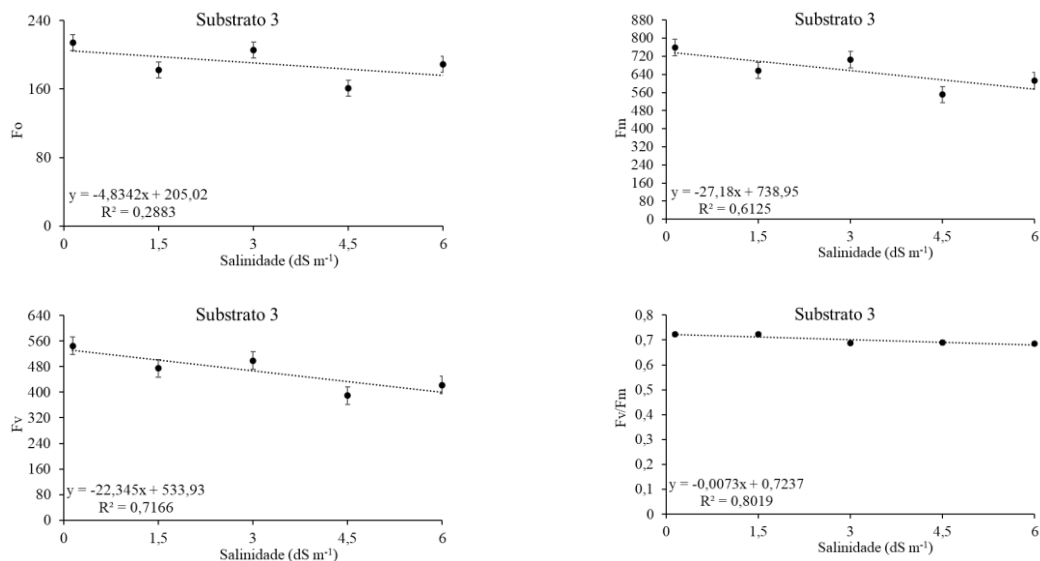 Substrato 3
240
160
80
0
Fo
y = -4,8342x + 205,02
R² = 0,2883
0 1,5 3 4,5 6
Salinidade (dS m⁻¹)
Substrato 3
880
800
720
640
560
480
400
320
240
160
80
0
Fm
y = -27,18x + 738,95
R² = 0,6125
0 1,5 3 4,5 6
Salinidade (dS m⁻¹)
Substrato 3
640
560
480
400
320
240
160
80
0
Fv
y = -22,345x + 533,93
R² = 0,7166
0 1,5 3 4,5 6
Salinidade (dS m⁻¹)
Substrato 3
0,8
0,7
0,6
0,5
0,4
0,3
0,2
0,1
0
Fv/Fm
y = -0,0073x + 0,7237
R² = 0,8019
0 1,5 3 4,5 6
Salinidade (dS m⁻¹)